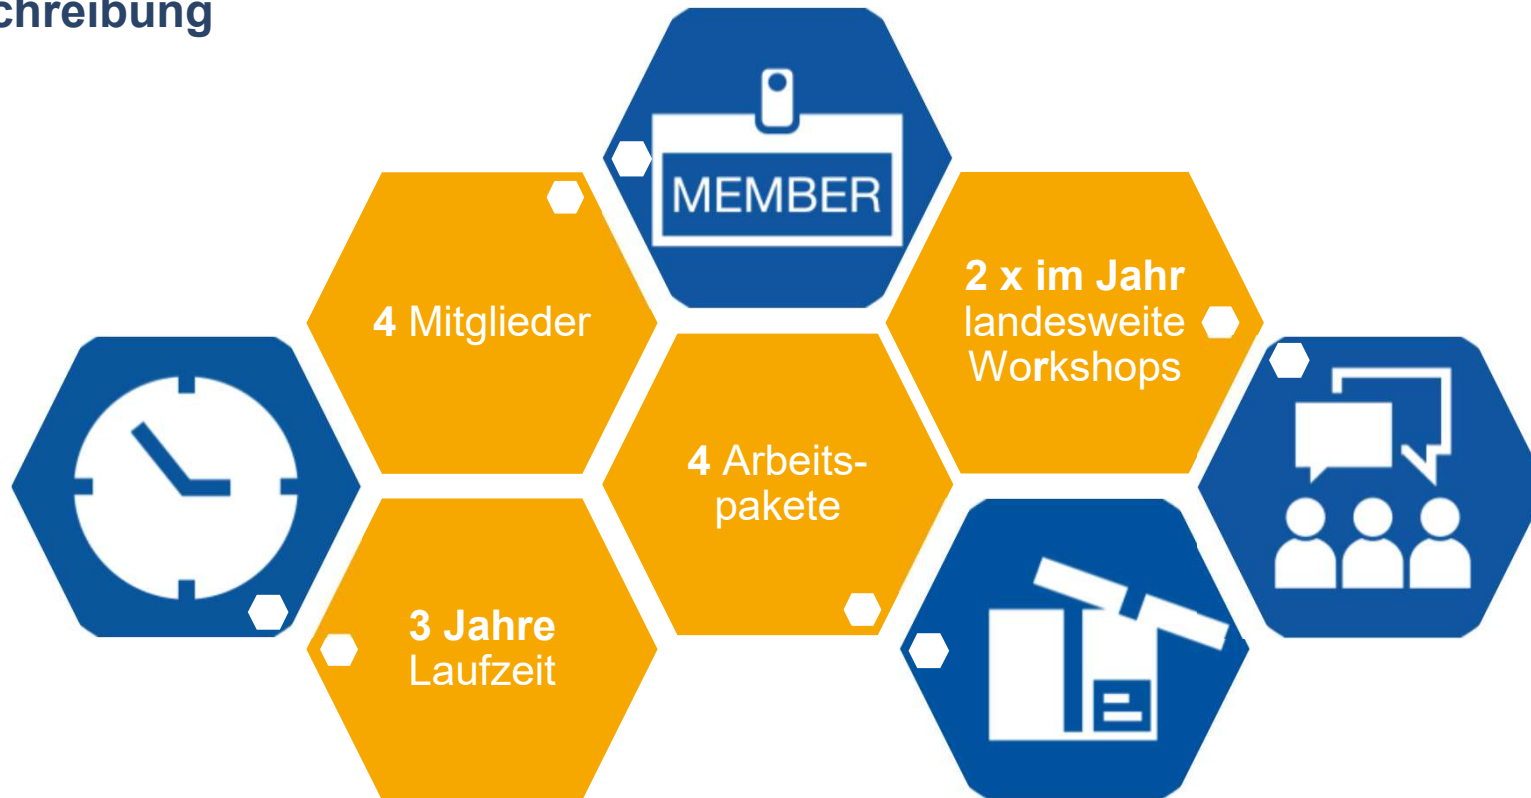 chreibung
MEMBER
4 Mitglieder
2 x im Jahr
landesweite
Workshops
4 Arbeits-
pakete
3 Jahre
Laufzeit